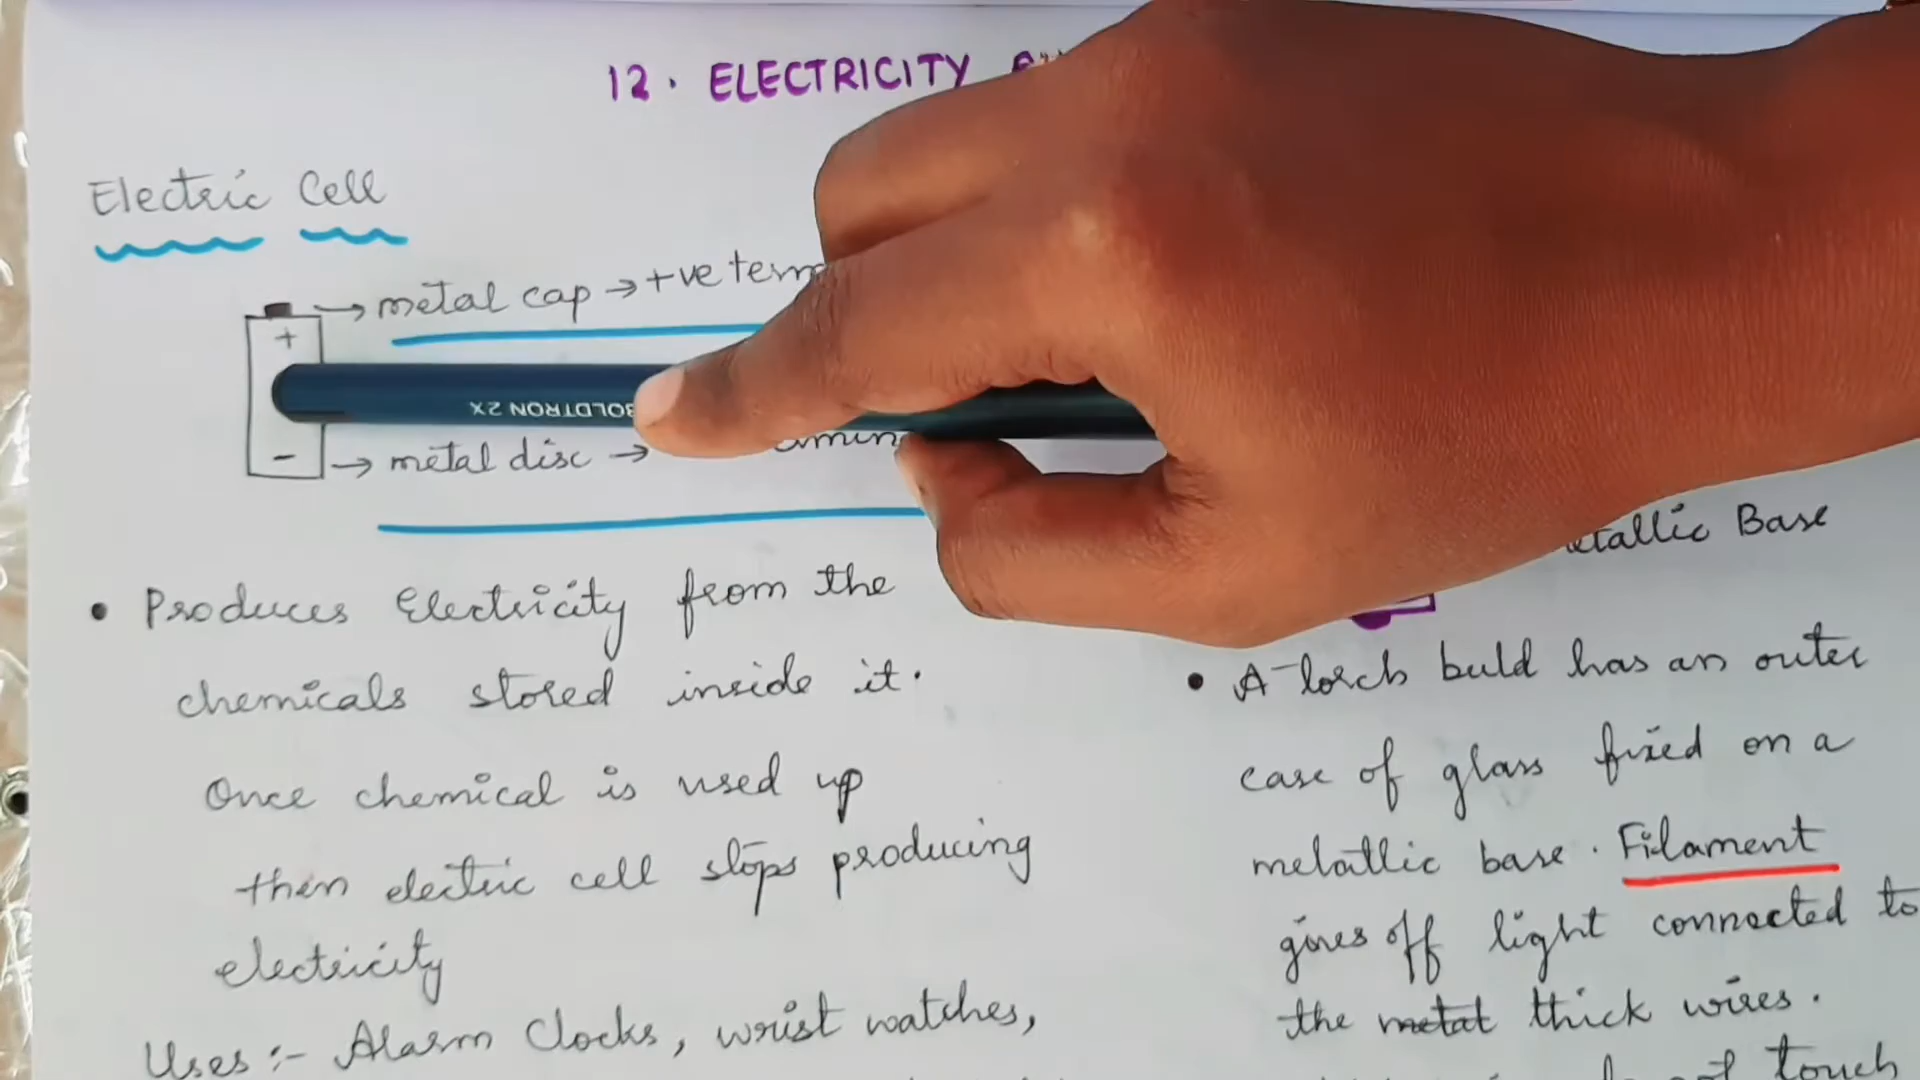 12. ELECTRICITY
Electric Cell
→ metal cap → +ve term
+
BOLDTRON 2X
- → metal disc →
• Produces Electricity from the
chemicals stored inside it.
Once chemical is used up
then electric cell stops producing
electricity
Uses :- Alarm Clocks, wrist watches,
Metallic Base
• A torch buld has an outer
case of glass fixed on a
metallic base. Filament
gives off light connected to
the metat thick wires.
touch